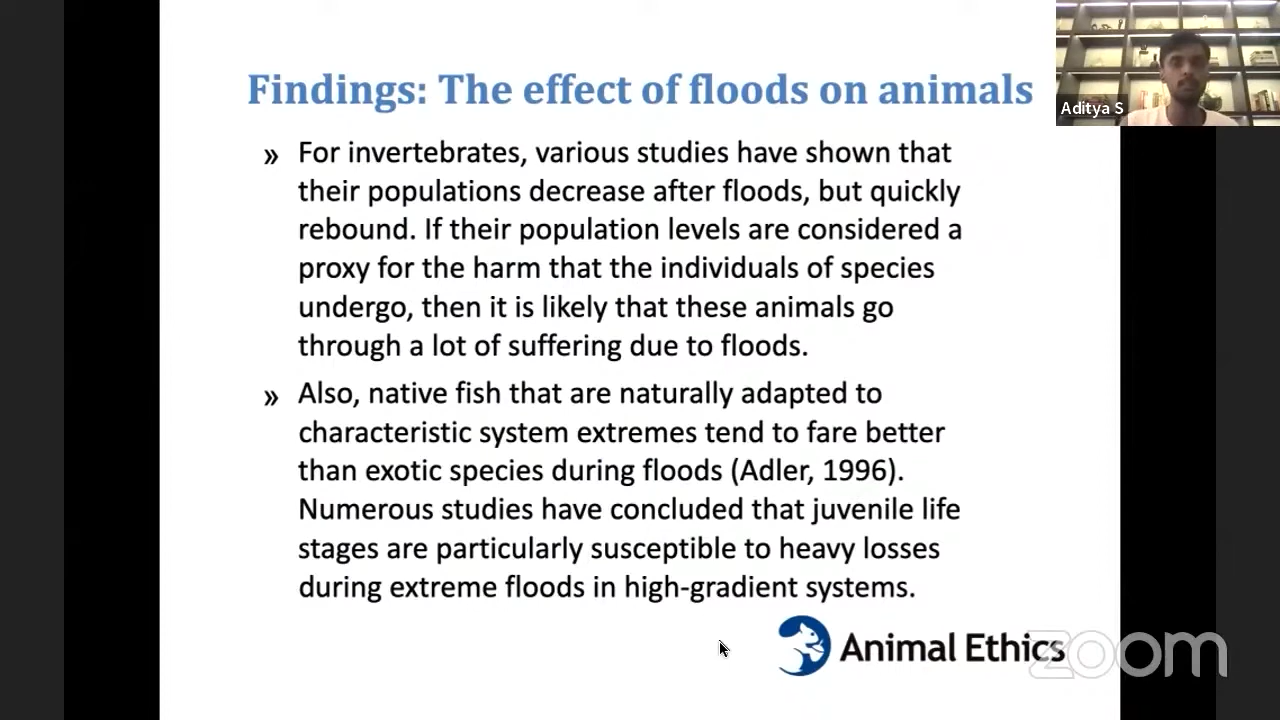 Findings: The effect of floods on animals
Aditya S
» For invertebrates, various studies have shown that
their populations decrease after floods, but quickly
rebound. If their population levels are considered a
proxy for the harm that the individuals of species
undergo, then it is likely that these animals go
through a lot of suffering due to floods.
» Also, native fish that are naturally adapted to
characteristic system extremes tend to fare better
than exotic species during floods (Adler, 1996).
Numerous studies have concluded that juvenile life
stages are particularly susceptible to heavy losses
during extreme floods in high-gradient systems.
Animal Ethics
zoom